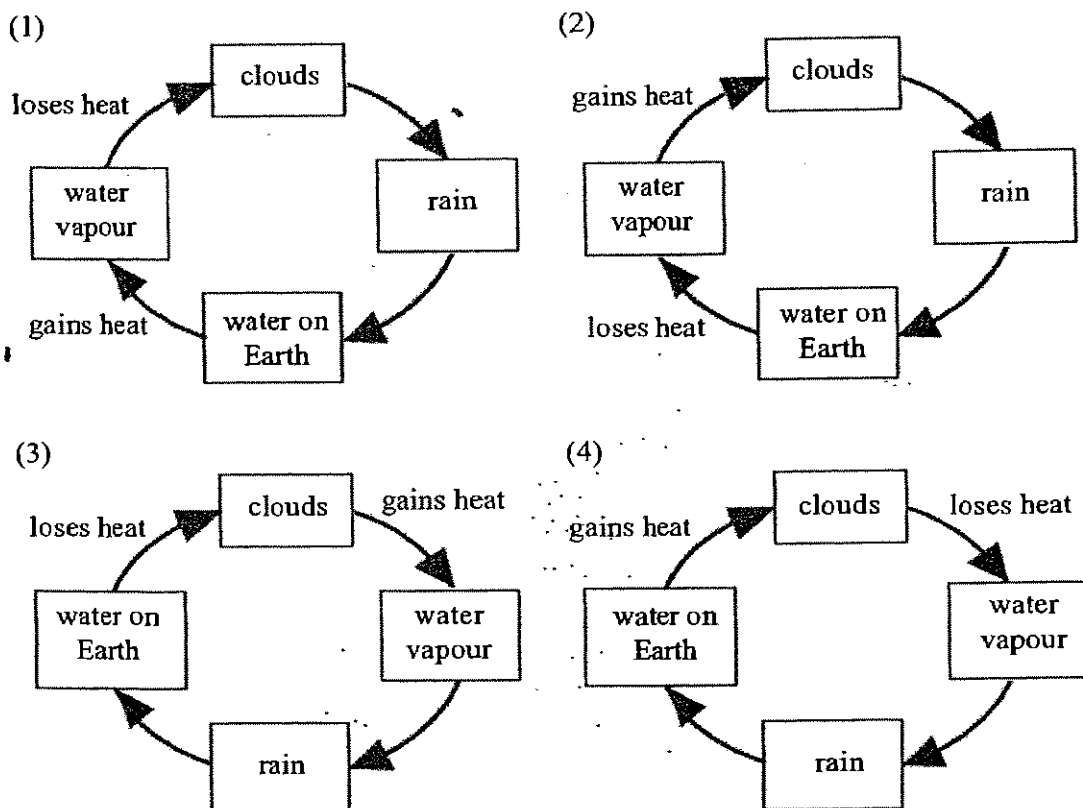 (1)
clouds
loses heat
water
vapour
rain
gains heat
water on
Earth
(2)
clouds
gains heat
water
vapour
rain
loses heat
water on
Earth
(3)
clouds
gains heat
loses heat
water on
Earth
water
vapour
rain
(4)
clouds
loses heat
gains heat
water on
Earth
water
vapour
rain